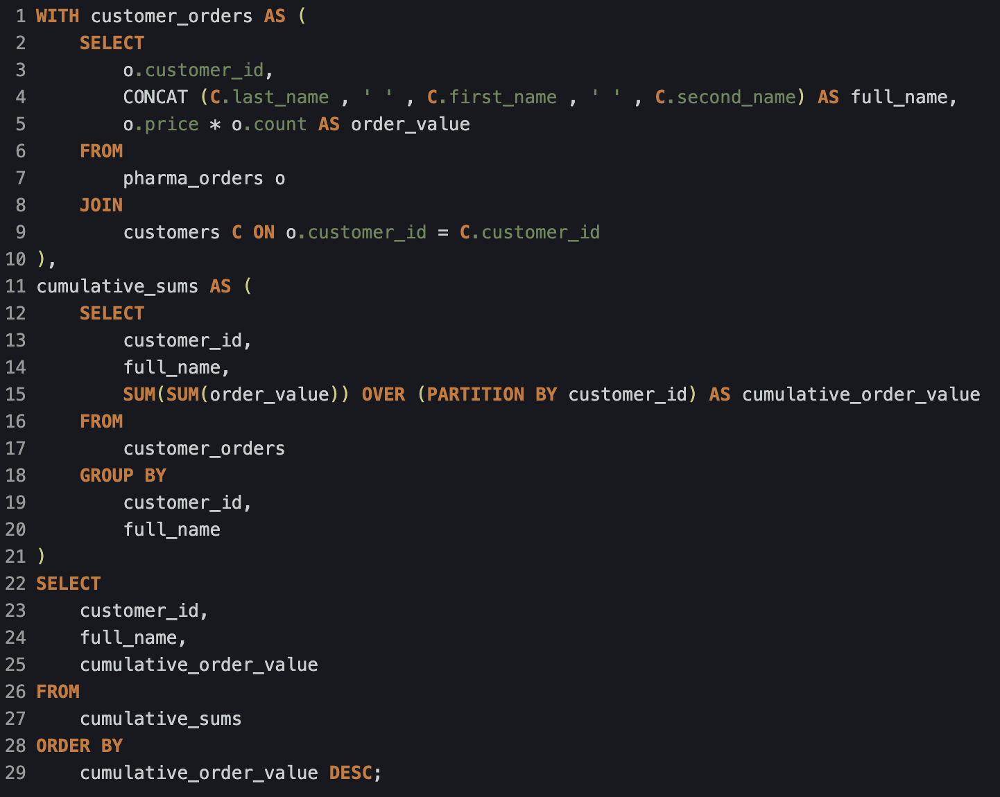 1 WITH customer_orders AS (
2     SELECT
3         o.customer_id,
4         CONCAT (C.last_name , ' ' , C.first_name , ' ' , C.second_name) AS full_name,
5         o.price * o.count AS order_value
6     FROM
7         pharma_orders o
8     JOIN
9         customers C ON o.customer_id = C.customer_id
10 ),
11 cumulative_sums AS (
12     SELECT
13         customer_id,
14         full_name,
15         SUM(SUM(order_value)) OVER (PARTITION BY customer_id) AS cumulative_order_value
16     FROM
17         customer_orders
18     GROUP BY
19         customer_id,
20         full_name
21 )
22 SELECT
23     customer_id,
24     full_name,
25     cumulative_order_value
26 FROM
27     cumulative_sums
28 ORDER BY
29     cumulative_order_value DESC;